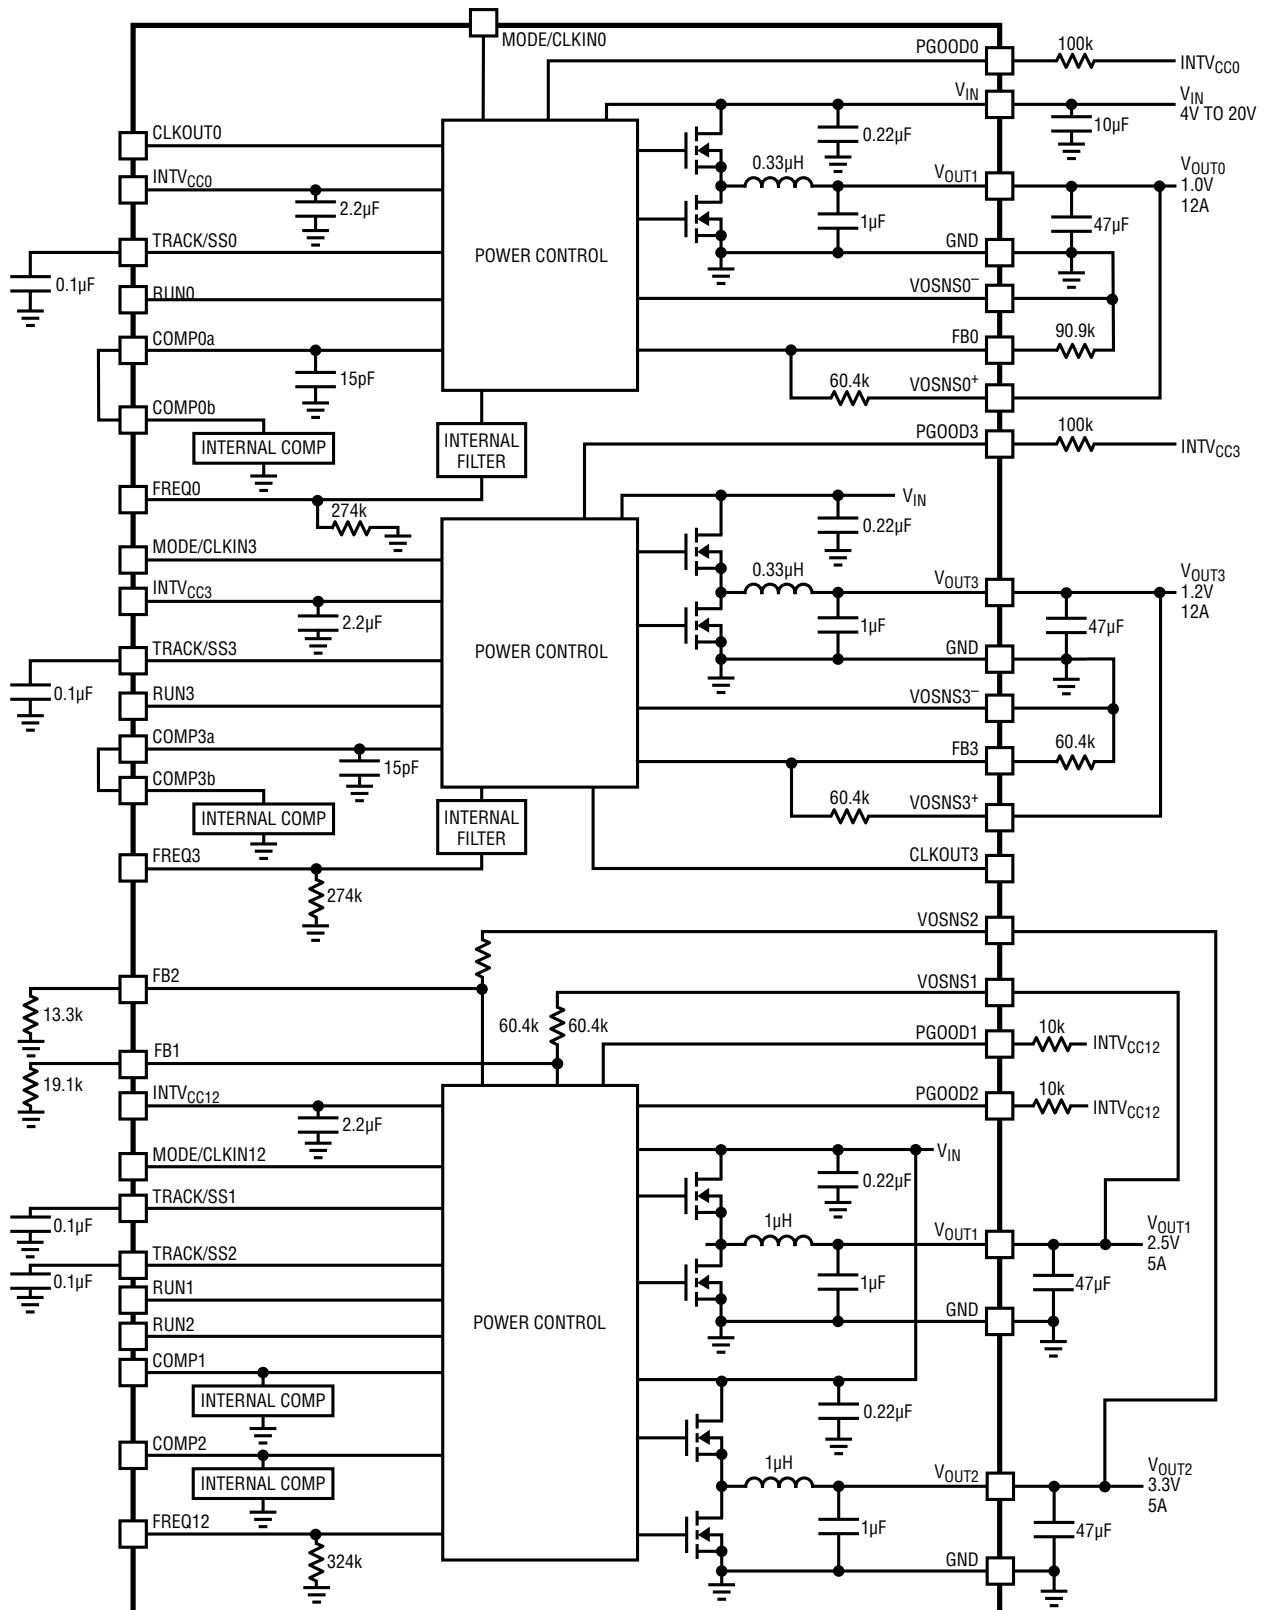 MODE/CLKIN0
PGOOD0
100k
INTVCC0
VIN
VIN
4V TO 20V
10µF
0.22µF
CLKOUT0
INTVCC0
2.2µF
0.33µH
VOUT1
VOUT0
1.0V
12A
1µF
47µF
TRACK/SS0
0.1µF
POWER CONTROL
GND
RUN0
VOSNS0–
COMP0a
15pF
FB0
90.9k
60.4k
VOSNS0+
COMP0b
INTERNAL COMP
INTERNAL
FILTER
PGOOD3
100k
INTVCC3
FREQ0
274k
VIN
0.22µF
MODE/CLKIN3
INTVCC3
2.2µF
0.33µH
VOUT3
VOUT3
1.2V
12A
1µF
47µF
TRACK/SS3
0.1µF
POWER CONTROL
GND
RUN3
VOSNS3–
COMP3a
15pF
FB3
60.4k
COMP3b
INTERNAL COMP
INTERNAL
FILTER
60.4k
VOSNS3+
FREQ3
274k
CLKOUT3
VOSNS2
FB2
13.3k
VOSNS1
60.4k
60.4k
PGOOD1
10k
INTVCC12
FB1
19.1k
INTVCC12
2.2µF
PGOOD2
10k
INTVCC12
MODE/CLKIN12
VIN
0.22µF
TRACK/SS1
0.1µF
1µH
VOUT1
VOUT1
2.5V
5A
TRACK/SS2
0.1µF
1µF
47µF
RUN1
RUN2
POWER CONTROL
GND
COMP1
INTERNAL COMP
0.22µF
COMP2
INTERNAL COMP
1µH
VOUT2
VOUT2
3.3V
5A
FREQ12
324k
1µF
47µF
GND